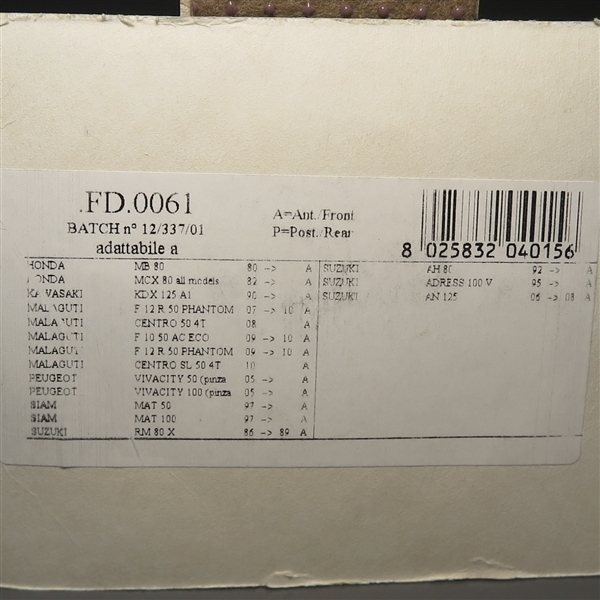 .FD.0061
BATCH n° 12/337/01
adattabile a
A=Ant./Front
P=Post./Rear
8 025832 040156
HONDA MB 80 80 -> A
HONDA MCX 80 all models 82 -> A
KAWASAKI KDX 125 A1 90 -> A
MALAGUTI F 12 R 50 PHANTOM 07 -> 10 A
MALAGUTI CENTRO 50 4T 08 A
MALAGUTI F 10 50 AC ECO 09 -> 10 A
MALAGUTI F 12 R 50 PHANTOM 09 -> 10 A
MALAGUTI CENTRO SL 50 4T 10 A
PEUGEOT VIVACITY 50 (pinza 05 -> A
PEUGEOT VIVACITY 100 (pinza 05 -> A
SIAM MAT 50 97 -> A
SIAM MAT 100 97 -> A
SUZUKI RM 80 X 86 -> 89 A
SUZUKI AH 80 92 -> A
SUZUKI ADRESS 100 V 95 -> A
SUZUKI AN 125 06 -> 08 A